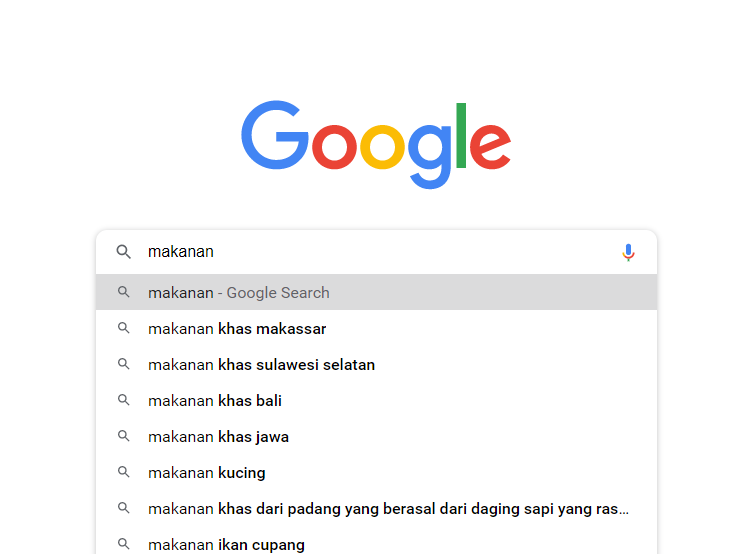 Google
makanan
makanan - Google Search
makanan khas makassar
makanan khas sulawesi selatan
makanan khas bali
makanan khas jawa
makanan kucing
makanan khas dari padang yang berasal dari daging sapi yang ras...
makanan ikan cupang